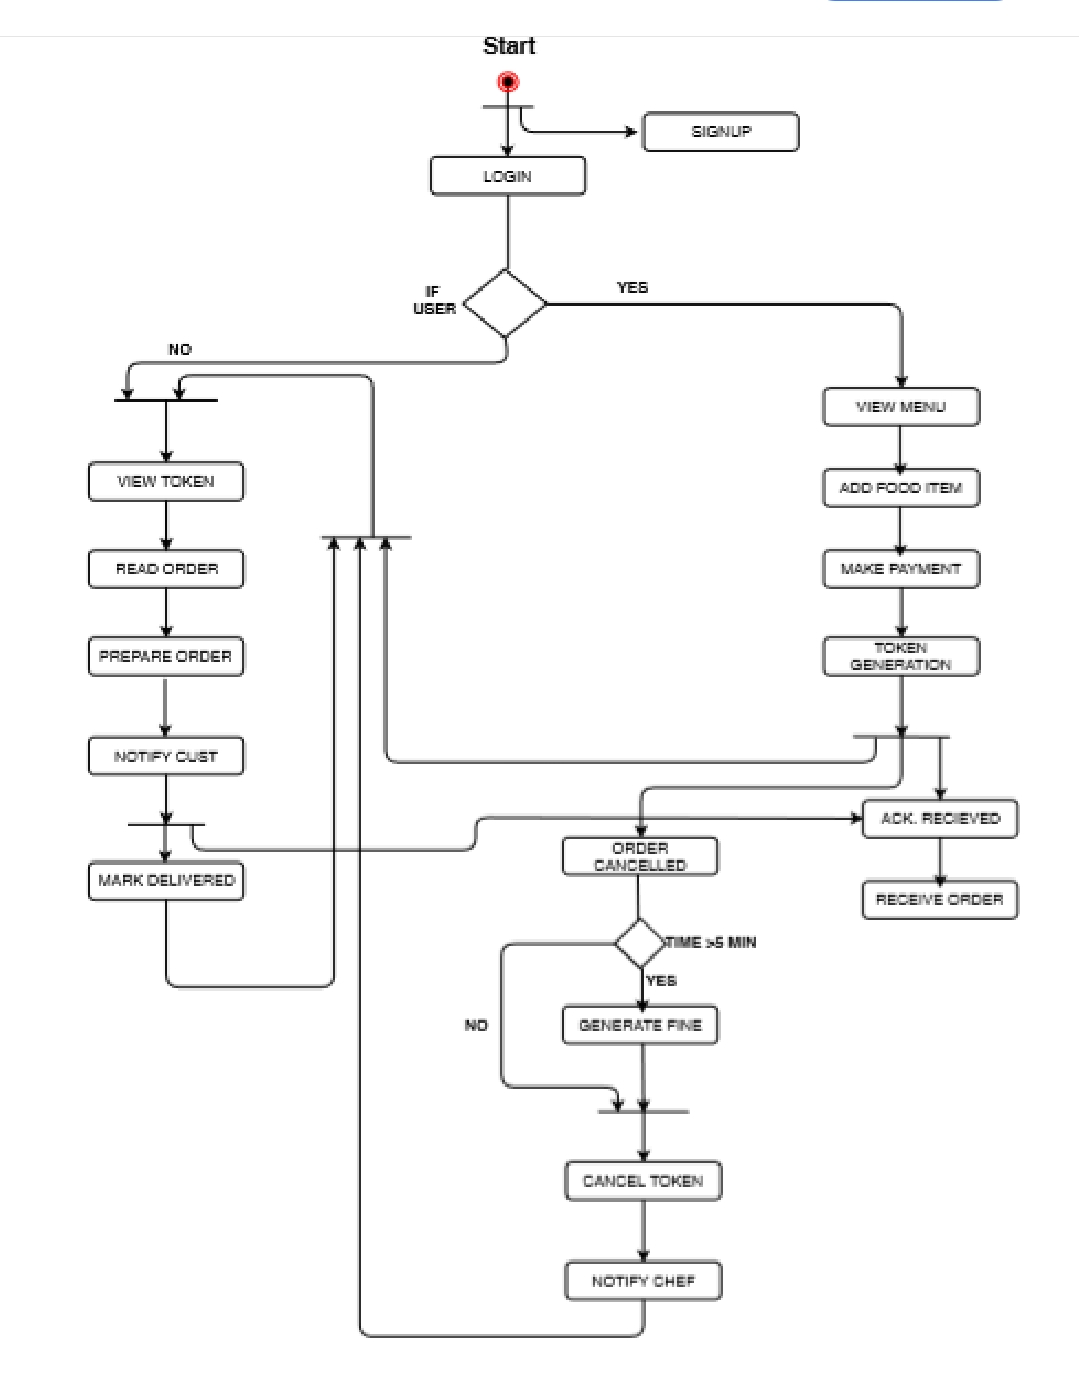 Start
SIGNUP
LOGIN
IF
USER
YES
NO
VIEW MENU
VIEW TOKEN
ADD FOOD ITEM
READ ORDER
MAKE PAYMENT
PREPARE ORDER
TOKEN
GENERATION
NOTIFY CUST
ACK. RECIEVED
ORDER
CANCELLED
MARK DELIVERED
RECEIVE ORDER
TIME >5 MIN
YES
NO
GENERATE FINE
CANCEL TOKEN
NOTIFY CHEF